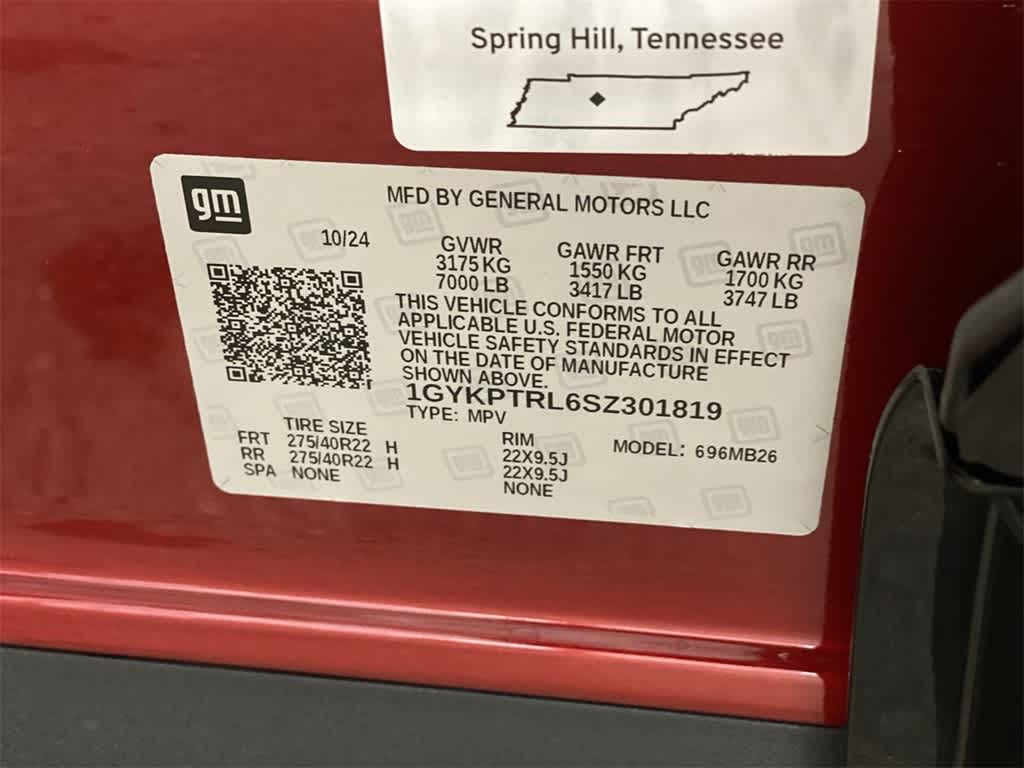 Spring Hill, Tennessee
gm
MFD BY GENERAL MOTORS LLC
10/24
GVWR GAWR FRT GAWR RR
3175 KG 1550 KG 1700 KG
7000 LB 3417 LB 3747 LB
THIS VEHICLE CONFORMS TO ALL
APPLICABLE U.S. FEDERAL MOTOR
VEHICLE SAFETY STANDARDS IN EFFECT
ON THE DATE OF MANUFACTURE
SHOWN ABOVE.
1GYKPTRL6SZ301819
TYPE: MPV
TIRE SIZE RIM MODEL: 696MB26
FRT 275/40R22 H 22X9.5J
RR 275/40R22 H 22X9.5J
SPA NONE NONE